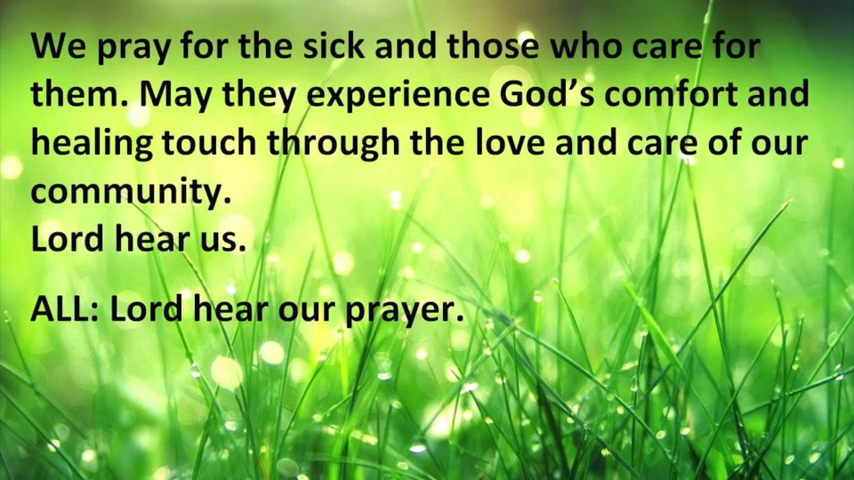 We pray for the sick and those who care for
them. May they experience God’s comfort and
healing touch through the love and care of our
community.
Lord hear us.
ALL: Lord hear our prayer.